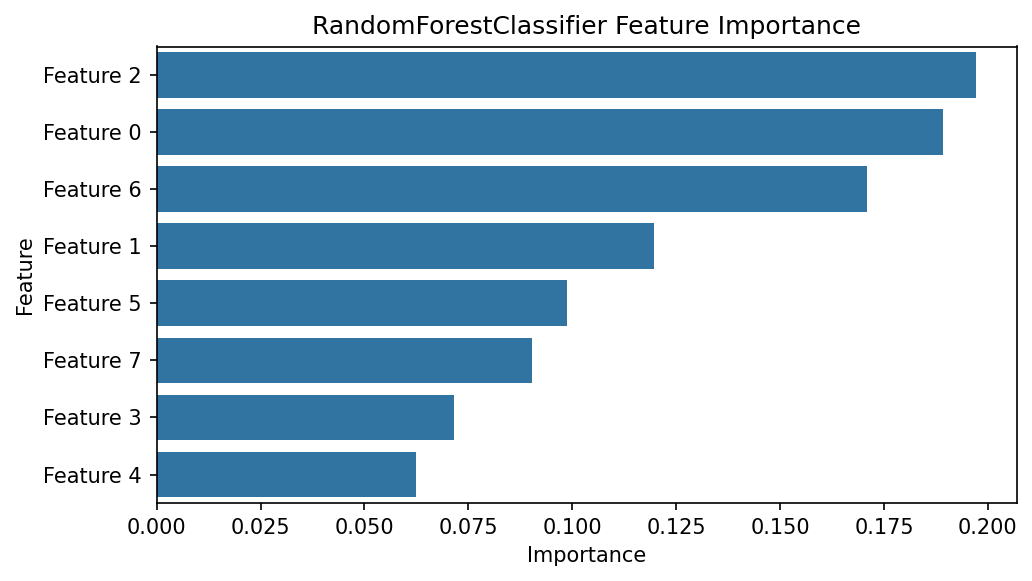 RandomForestClassifier Feature Importance
Feature 2
Feature 0
Feature 6
Feature 1
Feature 5
Feature 7
Feature 3
Feature 4
Feature
0.000 0.025 0.050 0.075 0.100 0.125 0.150 0.175 0.200
Importance